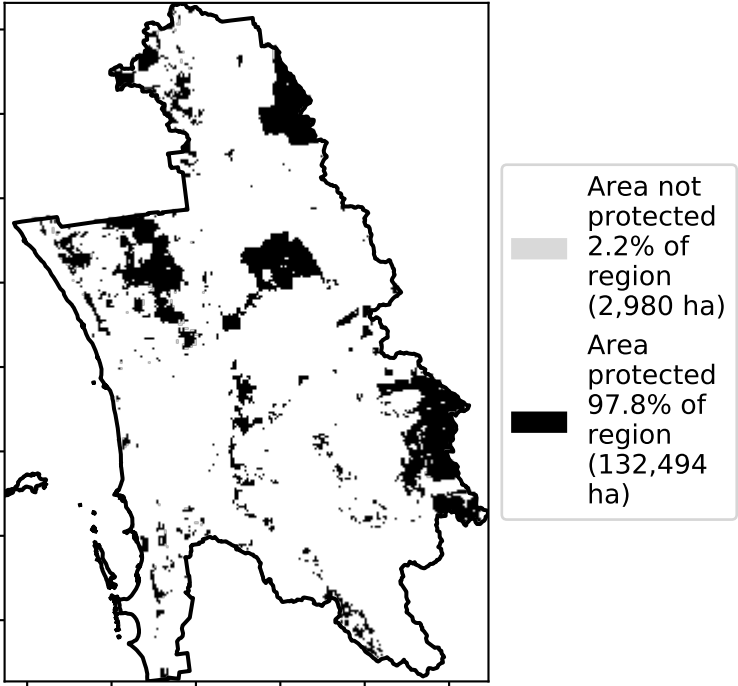 Area not
protected
2.2% of
region
(2,980 ha)
Area
protected
97.8% of
region
(132,494
ha)